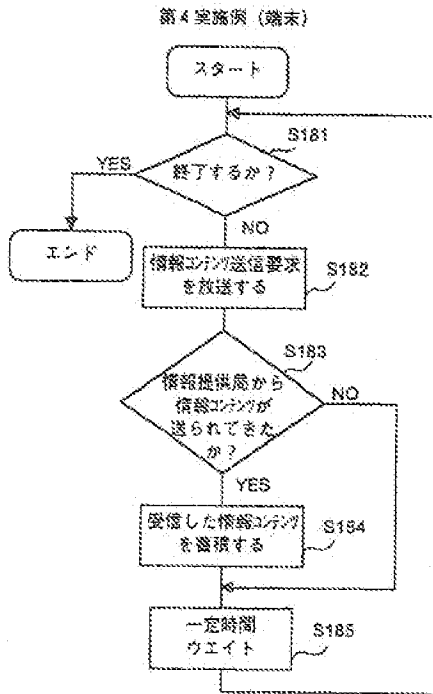 第4実施例（端末）
スタート
S181
YES
終了するか？
NO
エンド
情報コンテンツ送信要求
を放送する
S182
S183
情報提供局から
情報コンテンツが
送られてきた
か？
NO
YES
受信した情報コンテンツ
を蓄積する
S184
一定時間
ウエイト
S185